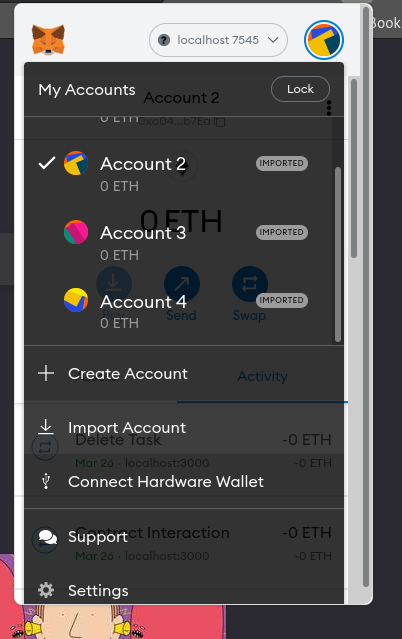 localhost 7545
Book
My Accounts
Lock
Account 2
0 ETH
0xa04...b7Ea
Account 2
IMPORTED
0 ETH
0 ETH
Account 3
IMPORTED
0 ETH
Account 4
IMPORTED
0 ETH
Buy Send Swap
Create Account
Activity
Import Account
Delete Task
-0 ETH
Mar 26 · localhost:3000
-0 ETH
Connect Hardware Wallet
Contract Interaction
-0 ETH
Support
Mar 26 · localhost:3000
-0 ETH
Settings